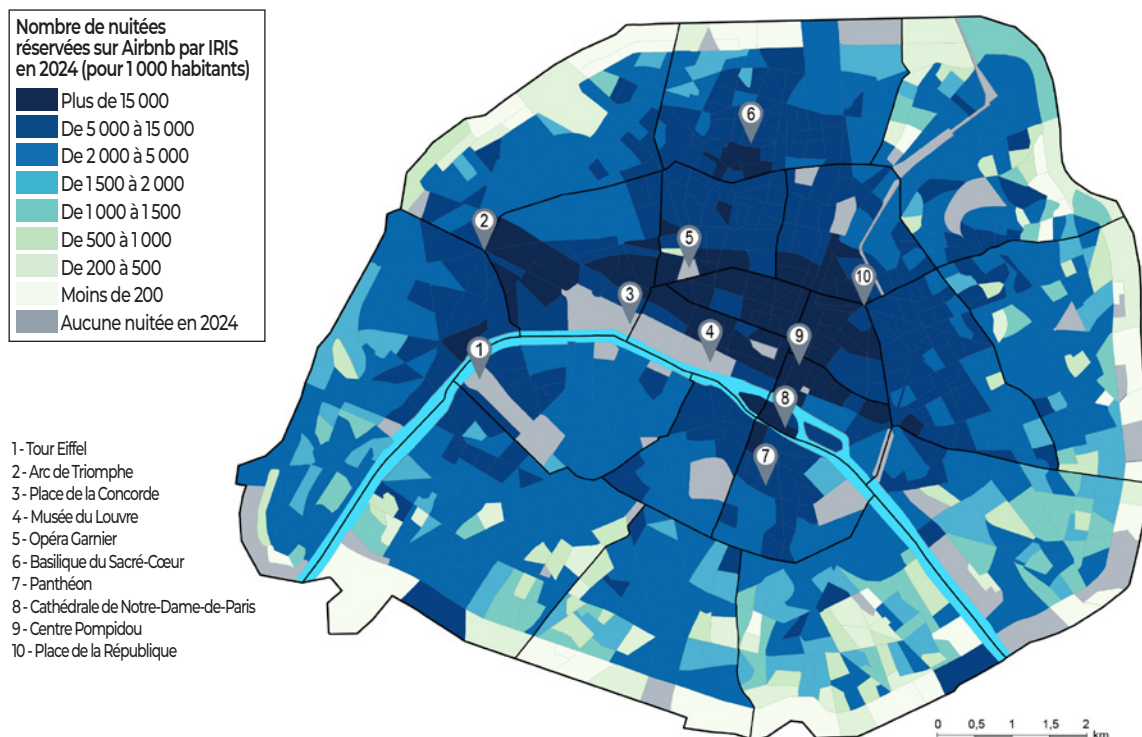 Nombre de nuitées
réservées sur Airbnb par IRIS
en 2024 (pour 1 000 habitants)
Plus de 15 000
De 5 000 à 15 000
De 2 000 à 5 000
De 1 500 à 2 000
De 1 000 à 1 500
De 500 à 1 000
De 200 à 500
Moins de 200
Aucune nuitée en 2024
6
2
5
10
3
4
9
1
8
7
1 - Tour Eiffel
2 - Arc de Triomphe
3 - Place de la Concorde
4 - Musée du Louvre
5 - Opéra Garnier
6 - Basilique du Sacré-Cœur
7 - Panthéon
8 - Cathédrale de Notre-Dame-de-Paris
9 - Centre Pompidou
10 - Place de la République
0 0,5 1 1,5 2
km